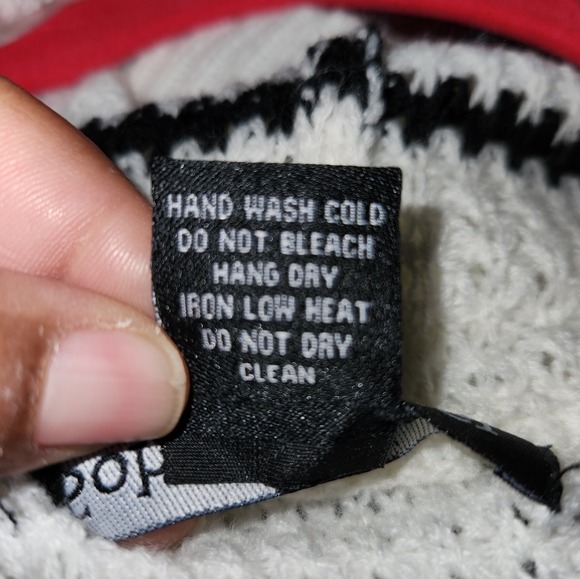 HAND WASH COLD
DO NOT BLEACH
HANG DRY
IRON LOW HEAT
DO NOT DRY
CLEAN